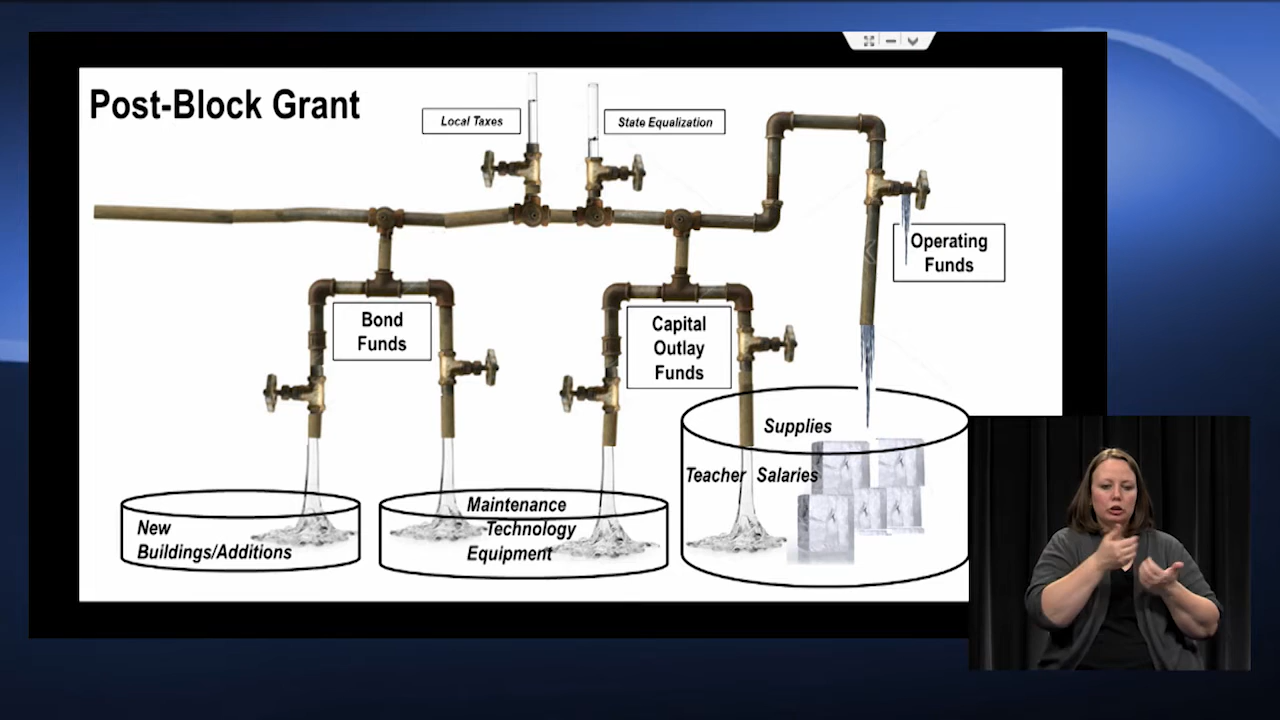 Post-Block Grant
Local Taxes
State Equalization
Operating
Funds
Bond
Funds
Capital
Outlay
Funds
Supplies
Teacher Salaries
Maintenance
Technology
Equipment
New
Buildings/Additions